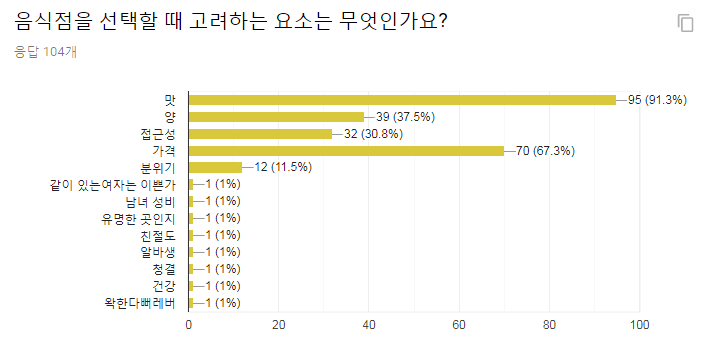 음식점을 선택할 때 고려하는 요소는 무엇인가요?
응답 104개
맛 95 (91.3%)
양 39 (37.5%)
접근성 32 (30.8%)
가격 70 (67.3%)
분위기 12 (11.5%)
같이 있는여자는 이쁜가 1 (1%)
남녀 성비 1 (1%)
유명한 곳인지 1 (1%)
친절도 1 (1%)
알바생 1 (1%)
청결 1 (1%)
건강 1 (1%)
왁한다뻐레버 1 (1%)
0 20 40 60 80 100